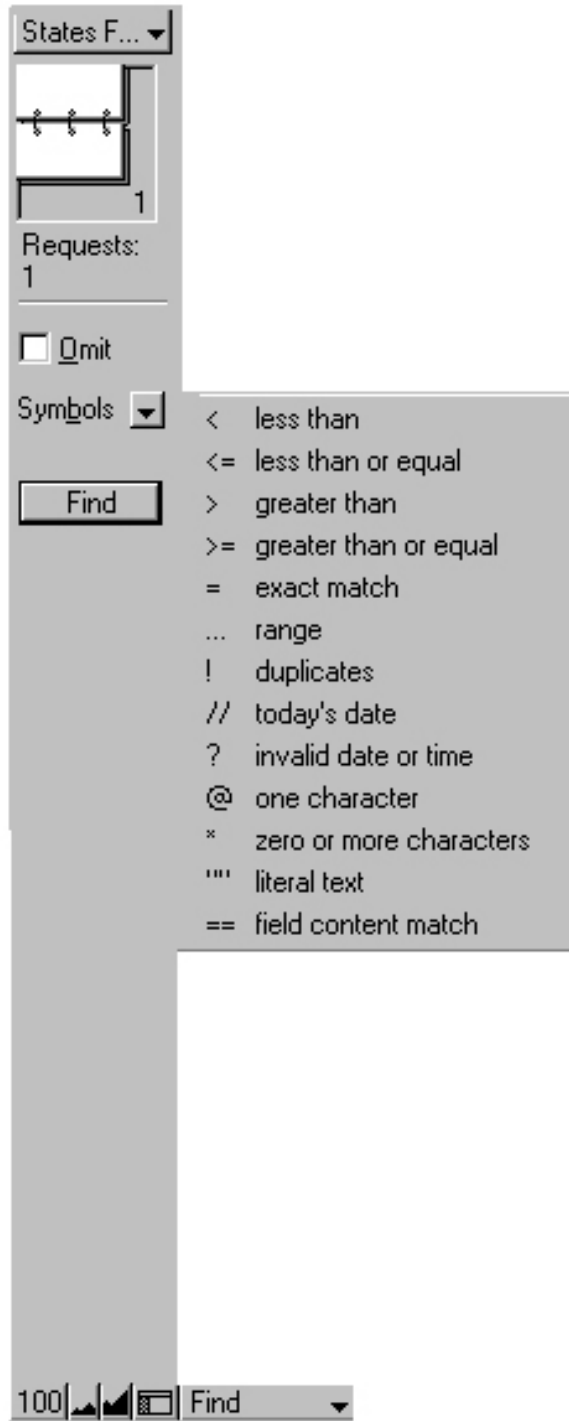 States F...
1
Requests:
1
Omit
Symbols
< less than
<= less than or equal
> greater than
>= greater than or equal
Find
= exact match
... range
! duplicates
// today's date
? invalid date or time
@ one character
* zero or more characters
"" literal text
== field content match
100 Find